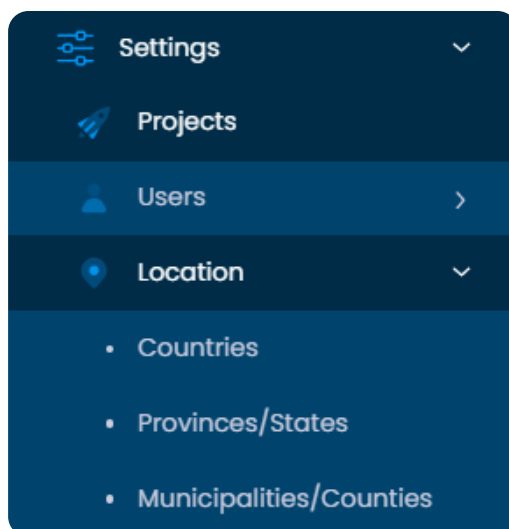 Settings
Projects
Users
Location
• Countries
• Provinces/States
• Municipalities/Counties